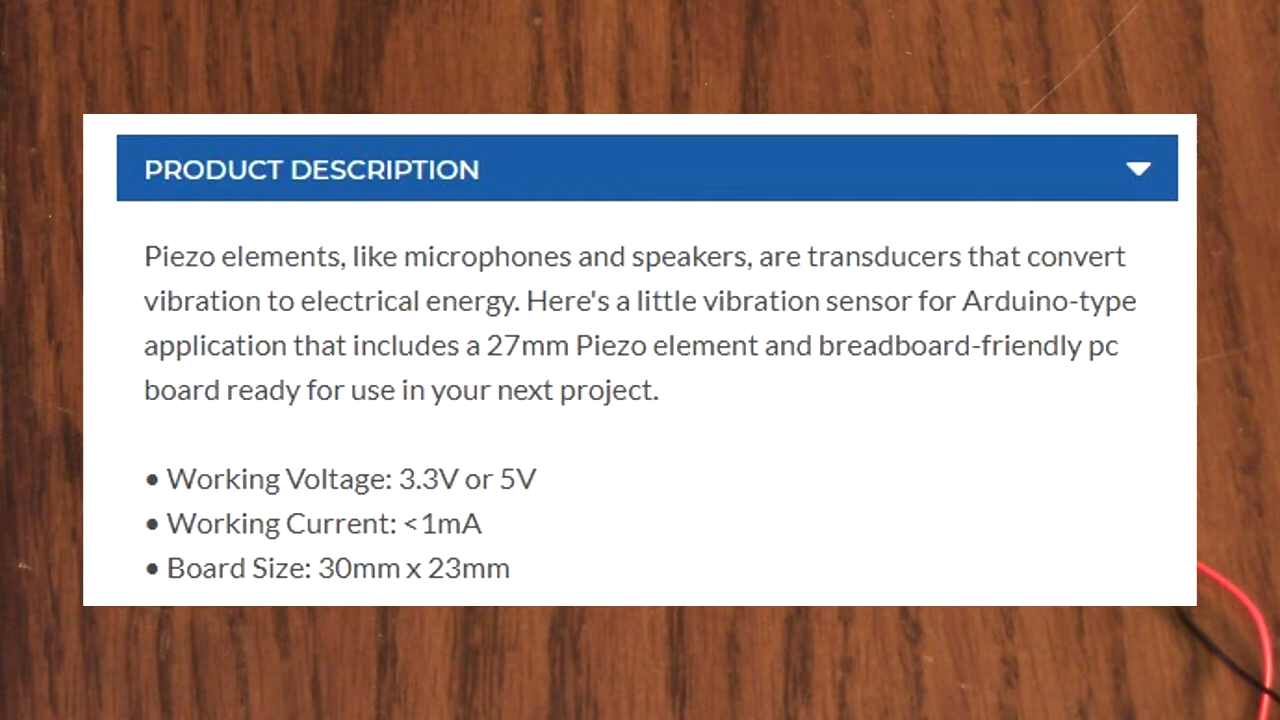 PRODUCT DESCRIPTION
Piezo elements, like microphones and speakers, are transducers that convert
vibration to electrical energy. Here's a little vibration sensor for Arduino-type
application that includes a 27mm Piezo element and breadboard-friendly pc
board ready for use in your next project.
• Working Voltage: 3.3V or 5V
• Working Current: <1mA
• Board Size: 30mm x 23mm